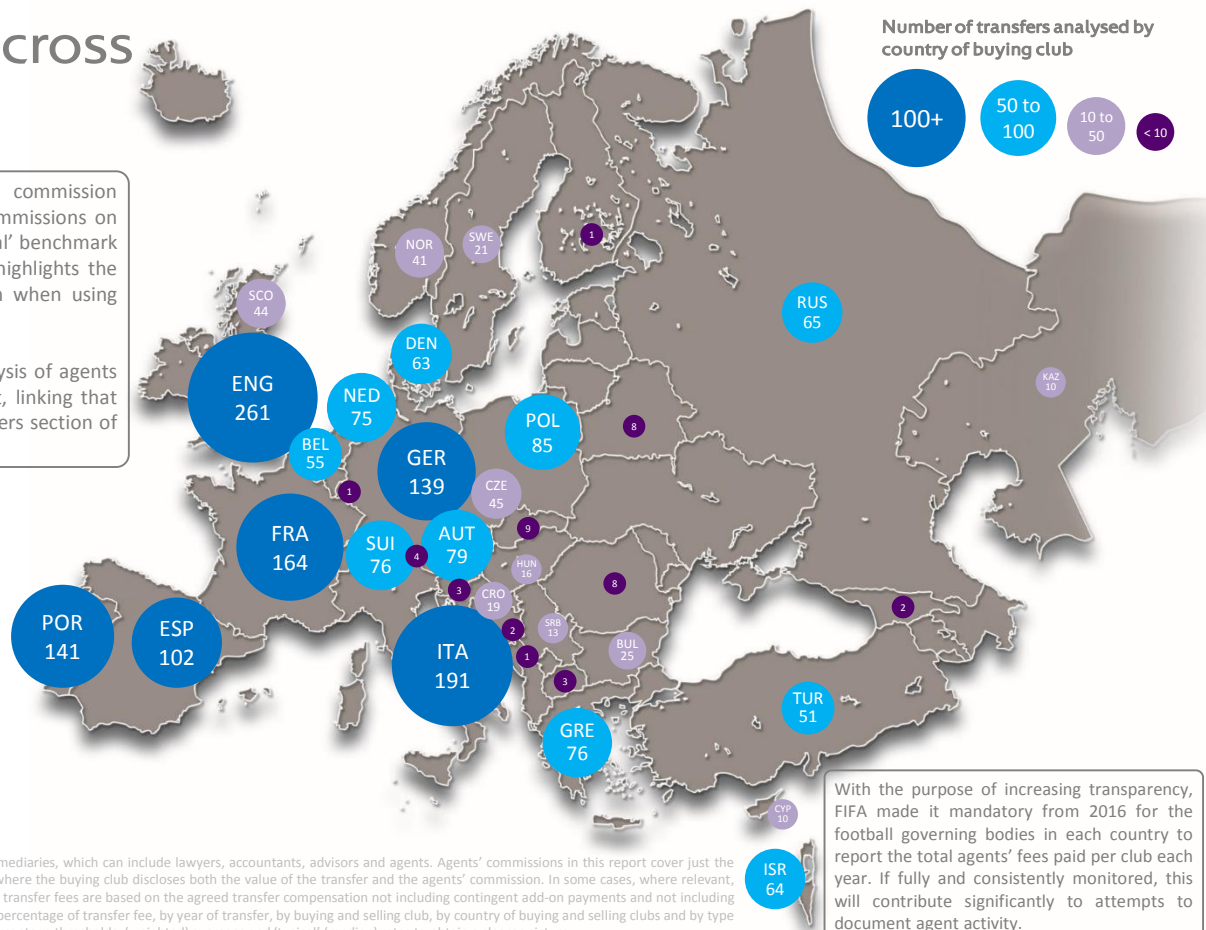 cross
Number of transfers analysed by
country of buying club
100+
50 to
100
10 to
50
< 10
commission
mmissions on
al' benchmark
highlights the
n when using
ysis of agents
t, linking that
ers section of
NOR
41
SWE
21
1
SCO
44
RUS
65
DEN
63
ENG
261
NED
75
KAZ
10
POL
85
8
BEL
55
GER
139
CZE
45
1
9
FRA
164
SUI
76
4
AUT
79
HUN
16
8
3
CRO
19
2
SRB
13
2
POR
141
ESP
102
ITA
191
1
BUL
25
3
TUR
51
GRE
76
CYP
10
ISR
64
With the purpose of increasing transparency,
FIFA made it mandatory from 2016 for the
football governing bodies in each country to
report the total agents' fees paid per club each
year. If fully and consistently monitored, this
will contribute significantly to attempts to
document agent activity.
mediaries, which can include lawyers, accountants, advisors and agents. Agents' commissions in this report cover just the
where the buying club discloses both the value of the transfer and the agents' commission. In some cases, where relevant,
transfer fees are based on the agreed transfer compensation not including contingent add-on payments and not including
percentage of transfer fee, by year of transfer, by buying and selling club, by country of buying and selling clubs and by type